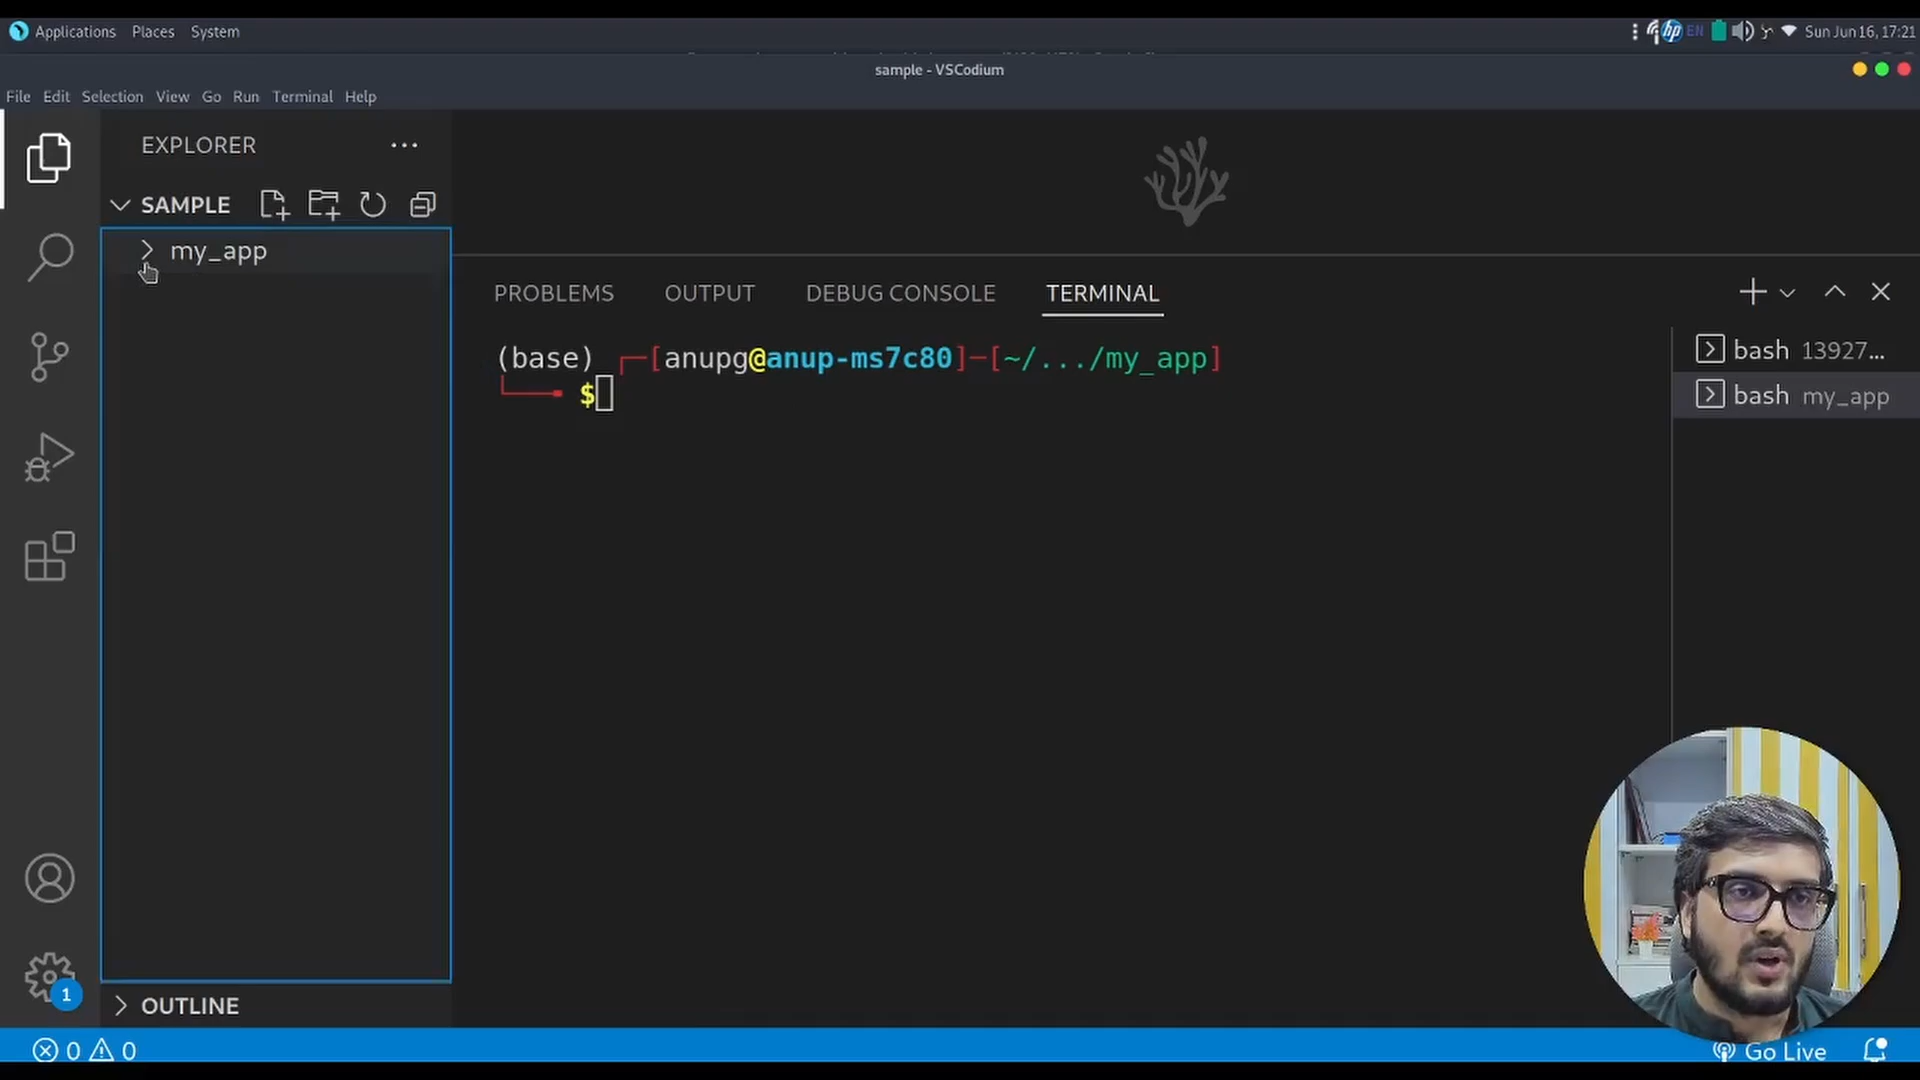 Applications Places System
EN Sun Jun 16, 17:21
sample - VSCodium
File Edit Selection View Go Run Terminal Help
EXPLORER
SAMPLE
my_app
PROBLEMS OUTPUT DEBUG CONSOLE TERMINAL
(base) ┌─[anupg@anup-ms7c80]─[~/.../my_app]
└──╼ $
bash 13927...
bash my_app
1
OUTLINE
0 0
Go Live